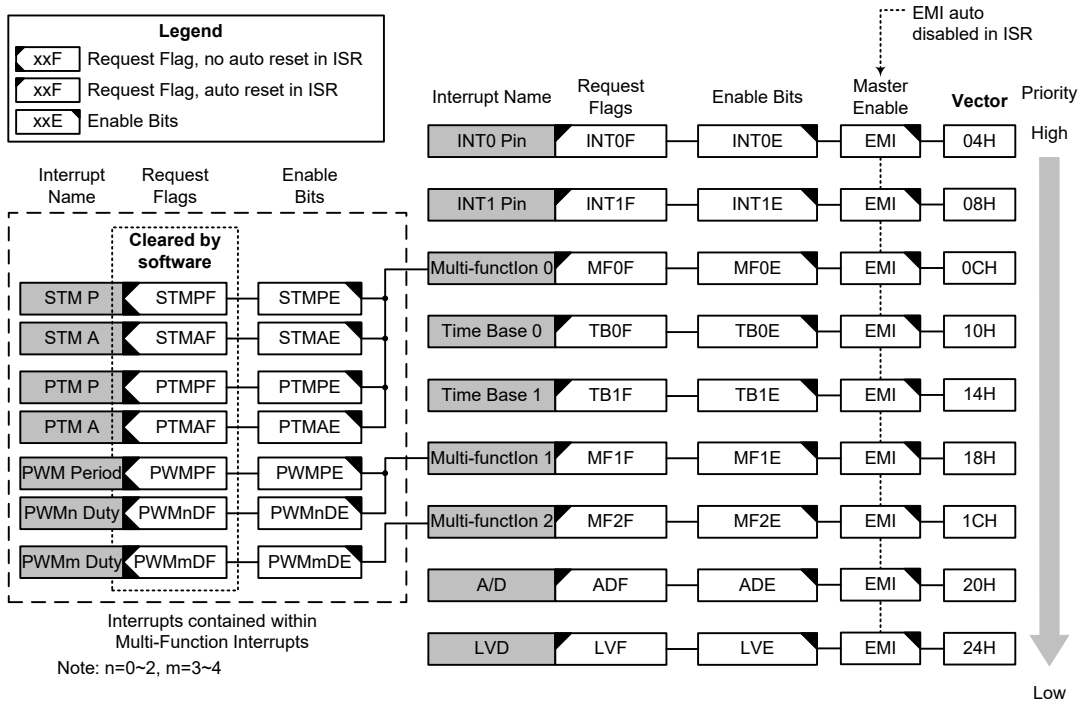 Legend
xxF Request Flag, no auto reset in ISR
xxF Request Flag, auto reset in ISR
xxE Enable Bits
EMI auto
disabled in ISR
Interrupt Name Request Flags Enable Bits Master Enable Vector Priority
INT0 Pin INT0F INT0E EMI 04H High
INT1 Pin INT1F INT1E EMI 08H
Multi-functIon 0 MF0F MF0E EMI 0CH
Time Base 0 TB0F TB0E EMI 10H
Time Base 1 TB1F TB1E EMI 14H
Multi-functIon 1 MF1F MF1E EMI 18H
Multi-functIon 2 MF2F MF2E EMI 1CH
A/D ADF ADE EMI 20H
LVD LVF LVE EMI 24H
Low
Interrupt Name Request Flags Enable Bits
Cleared by
software
STM P STMPF STMPE
STM A STMAF STMAE
PTM P PTMPF PTMPE
PTM A PTMAF PTMAE
PWM Period PWMPF PWMPE
PWMn Duty PWMnDF PWMnDE
PWMm Duty PWMmDF PWMmDE
Interrupts contained within
Multi-Function Interrupts
Note: n=0~2, m=3~4